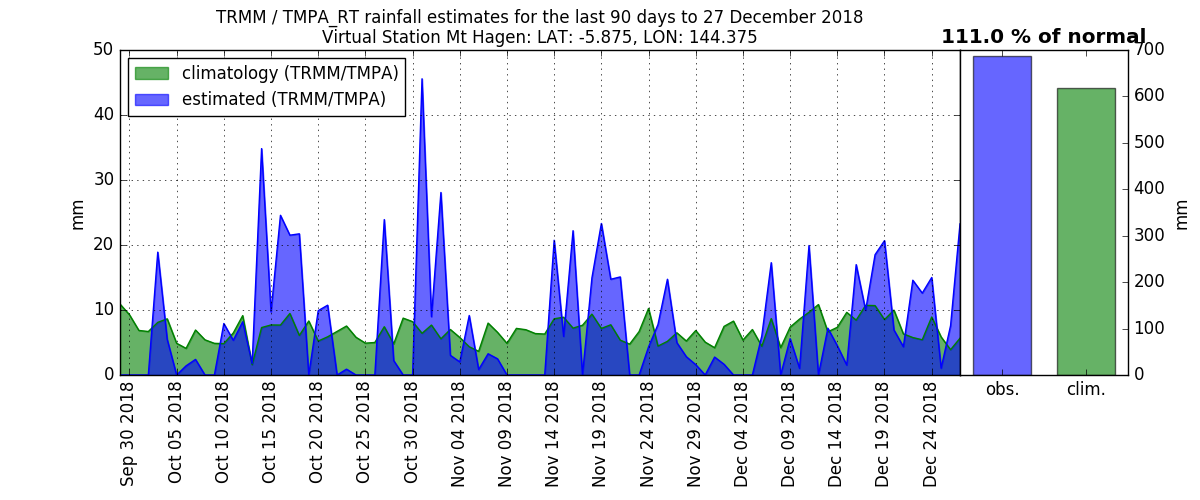 TRMM / TMPA_RT rainfall estimates for the last 90 days to 27 December 2018
Virtual Station Mt Hagen: LAT: -5.875, LON: 144.375
111.0 % of normal
climatology (TRMM/TMPA)
estimated (TRMM/TMPA)
50
40
30
20
10
0
mm
Sep 30 2018
Oct 05 2018
Oct 10 2018
Oct 15 2018
Oct 20 2018
Oct 25 2018
Oct 30 2018
Nov 04 2018
Nov 09 2018
Nov 14 2018
Nov 19 2018
Nov 24 2018
Nov 29 2018
Dec 04 2018
Dec 09 2018
Dec 14 2018
Dec 19 2018
Dec 24 2018
obs.
clim.
700
600
500
400
300
200
100
0
mm